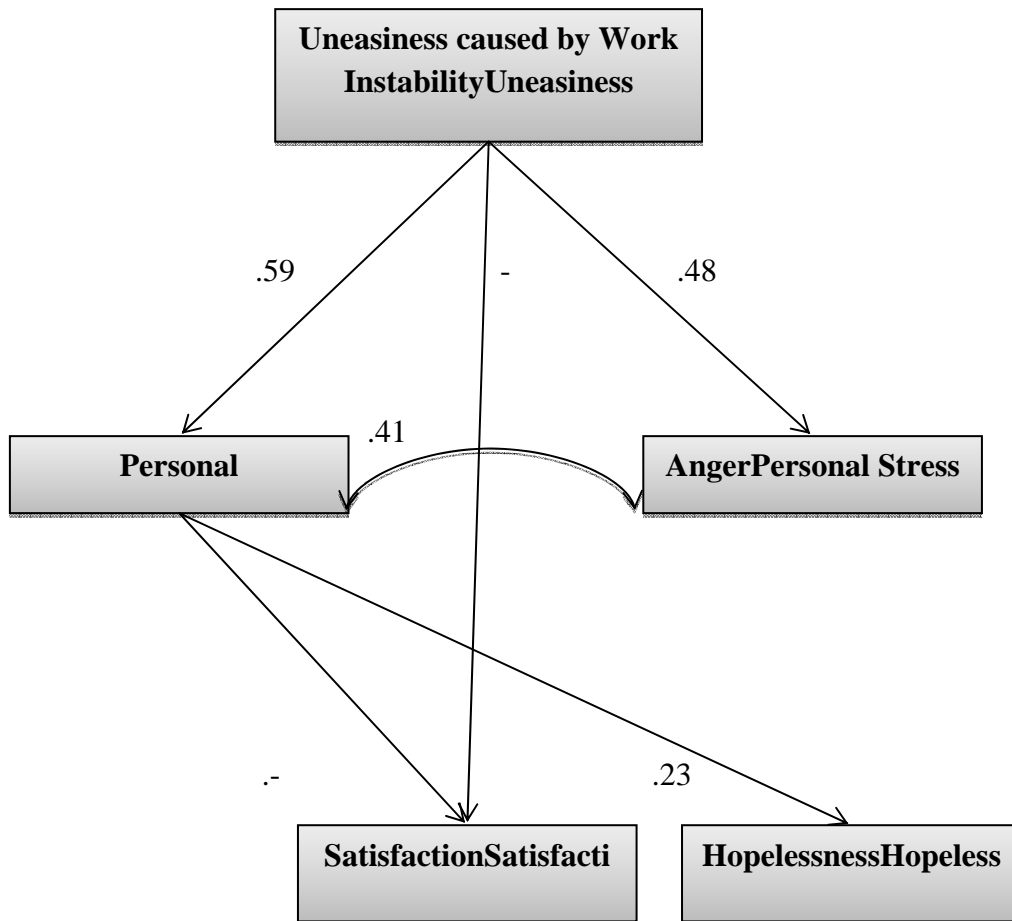 Uneasiness caused by Work
InstabilityUneasiness
.59
-
.48
.41
Personal
AngerPersonal Stress
.-
.23
SatisfactionSatisfacti
HopelessnessHopeless